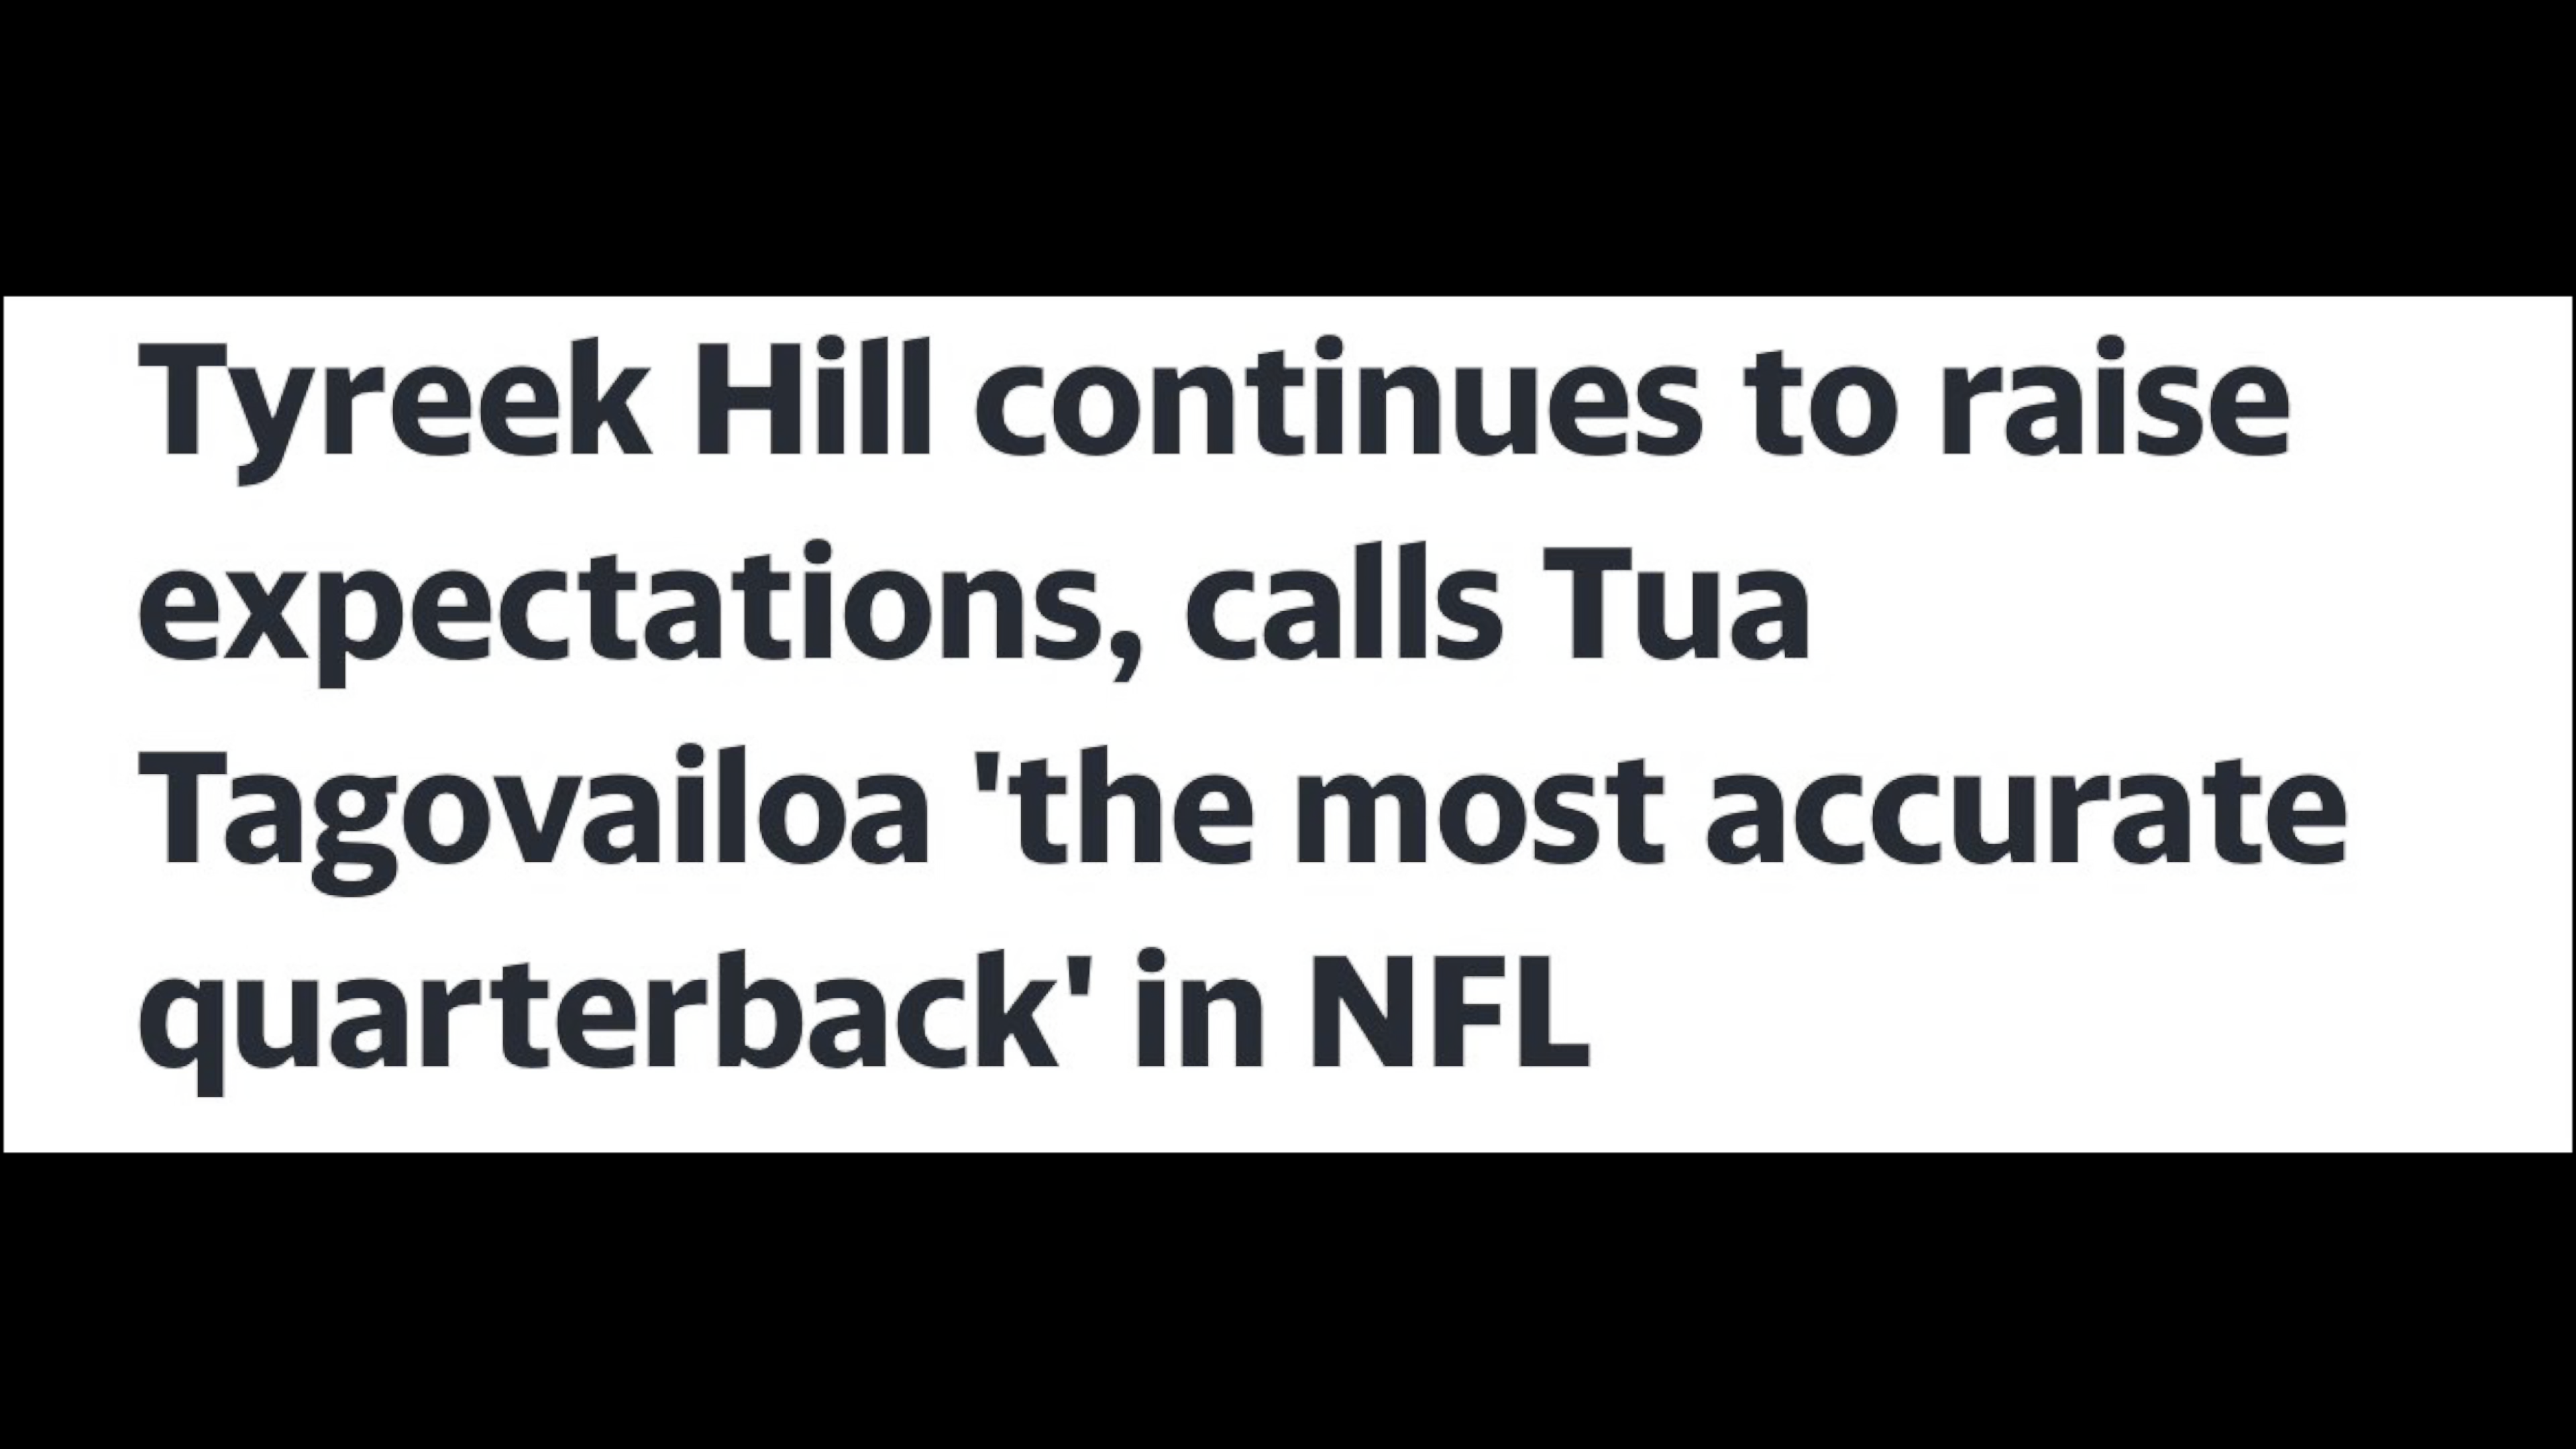 Tyreek Hill continues to raise
expectations, calls Tua
Tagovailoa 'the most accurate
quarterback' in NFL